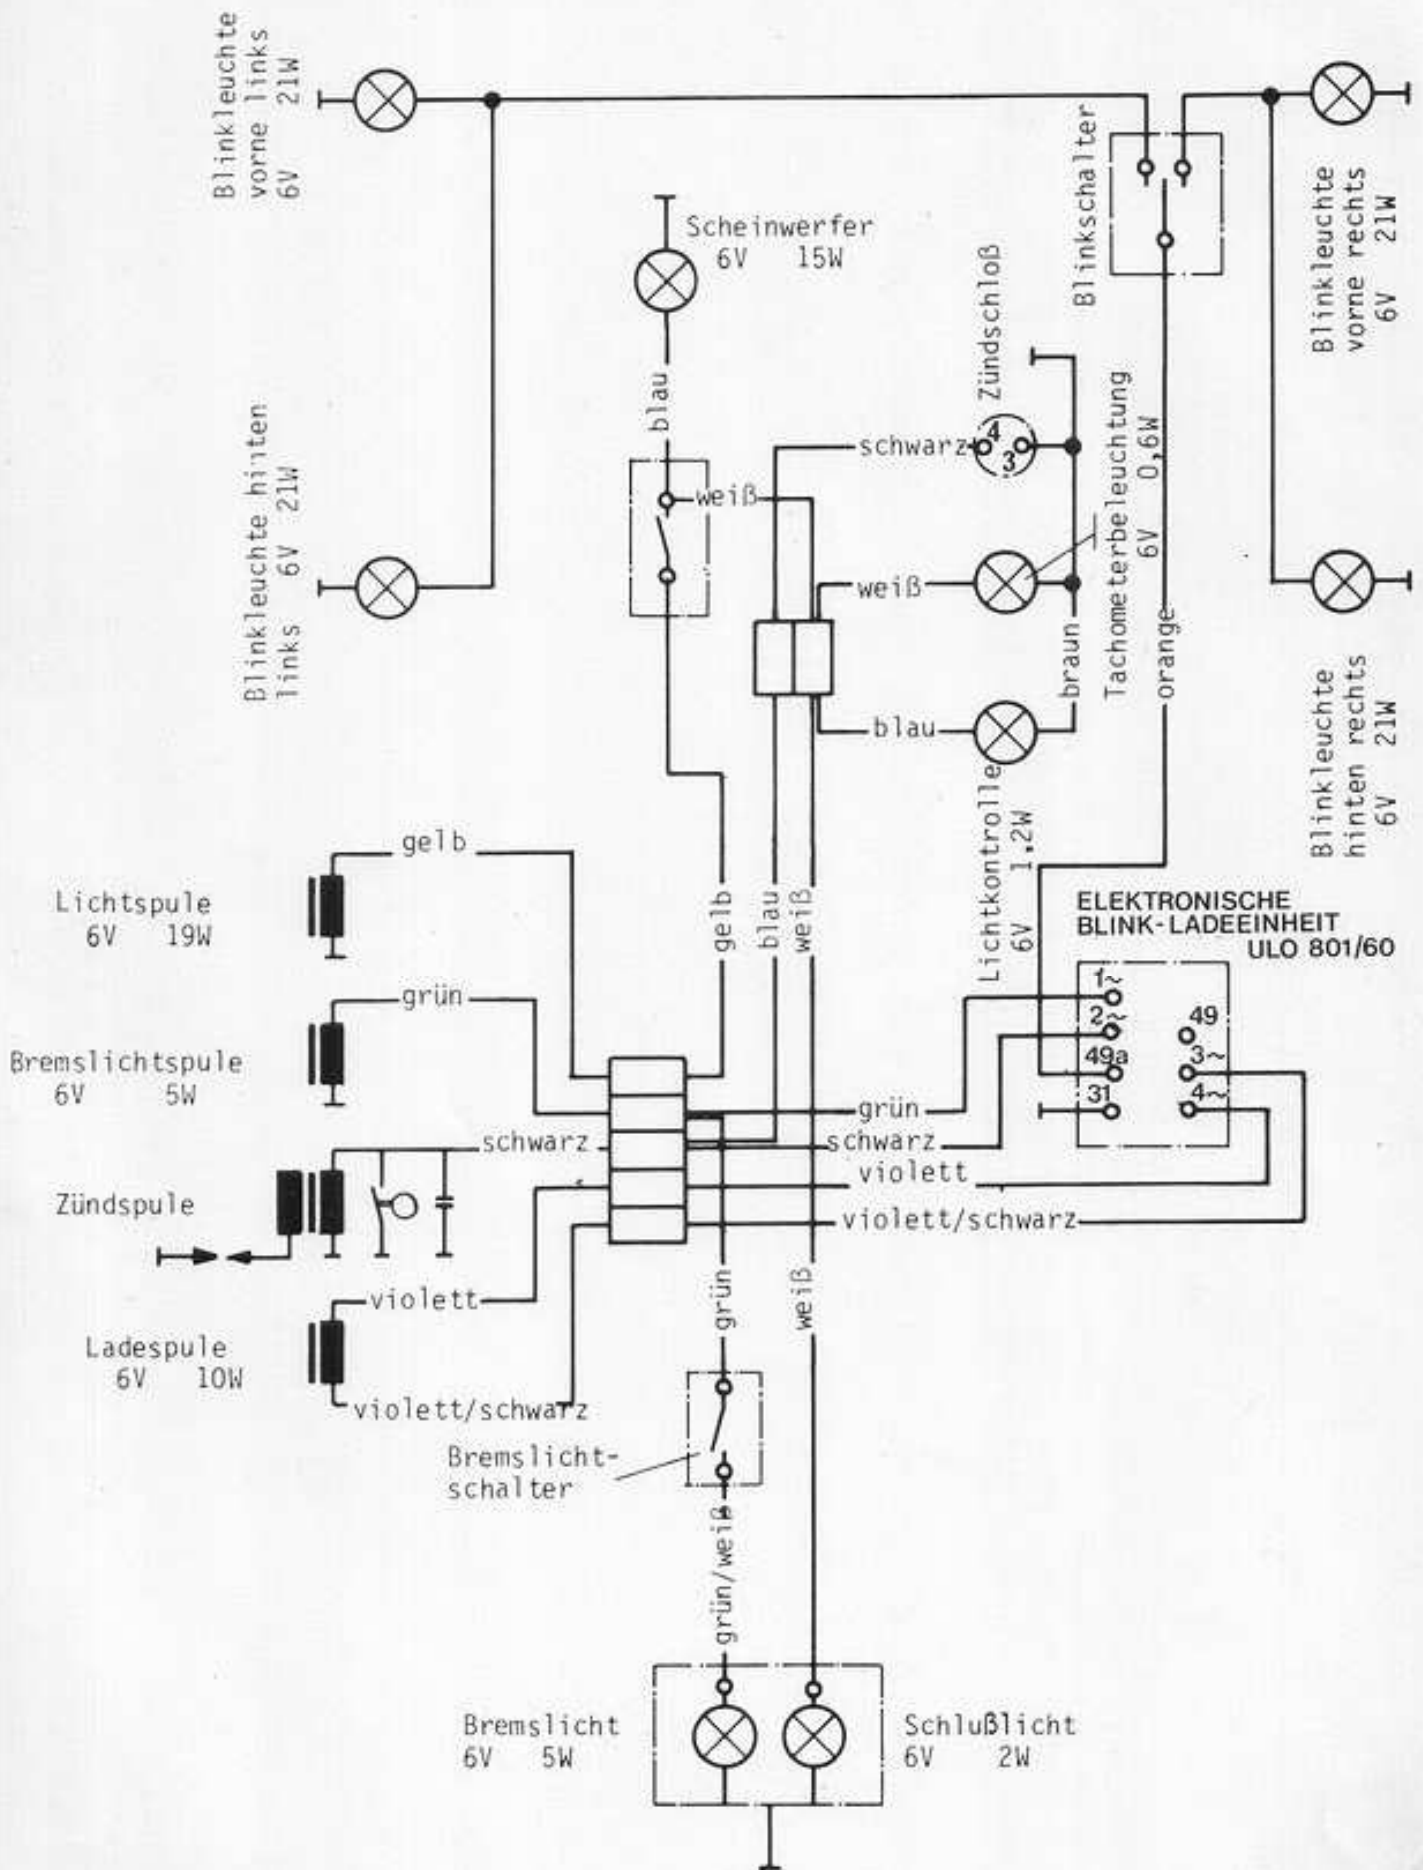 Blinkleuchte
vorne links
6V 21W
Blinkschalter
Blinkleuchte
vorne rechts
6V 21W
Scheinwerfer
6V 15W
Zündschloß
blau
schwarz
4
3
weiß
Tachometerbeleuchtung
6V 0,6W
Blinkleuchte hinten
links 6V 21W
weiß
braun
orange
blau
Blinkleuchte
hinten rechts
6V 21W
Lichtkontrolle
6V 1.2W
gelb
Lichtspule
6V 19W
gelb
blau
weiß
ELEKTRONISCHE
BLINK-LADEEINHEIT
ULO 801/60
grün
Bremslichtspule
6V 5W
1~
2~
49
49a
3~
31
4~
grün
schwarz
schwarz
violett
Zündspule
violett/schwarz
grün
weiß
violett
Ladespule
6V 10W
violett/schwarz
Bremslicht-
schalter
grün/weiß
Bremslicht
6V 5W
Schlußlicht
6V 2W